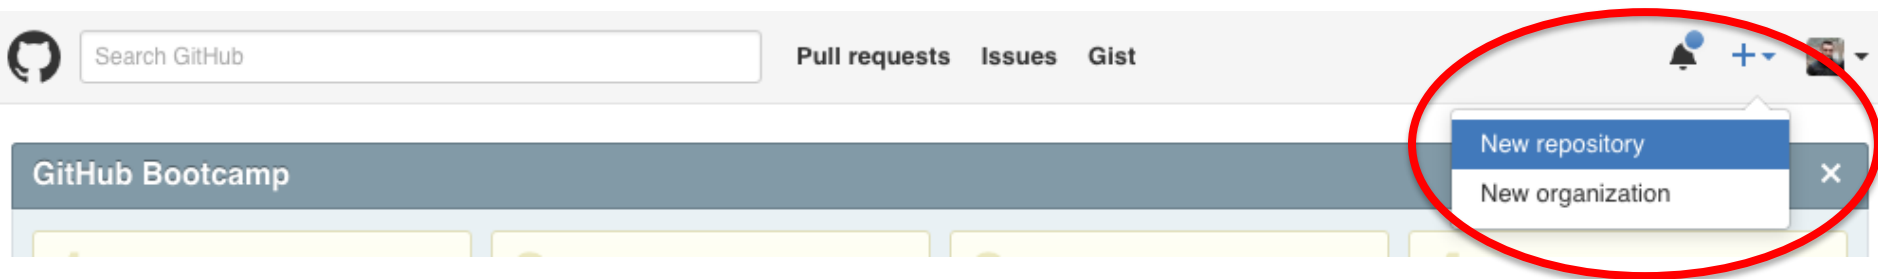 Search GitHub Pull requests Issues Gist
New repository
GitHub Bootcamp
New organization